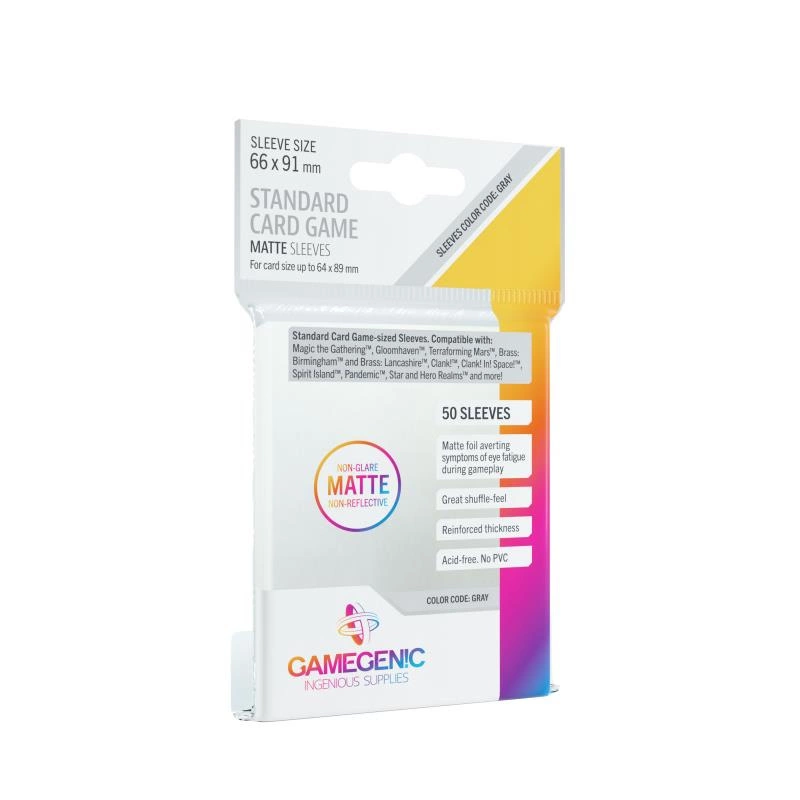 SLEEVE SIZE
66 x 91 mm
STANDARD
CARD GAME
MATTE SLEEVES
For card size up to 64 x 89 mm
SLEEVES COLOR CODE: GRAY
Standard Card Game-sized Sleeves. Compatible with:
Magic the Gathering™, Gloomhaven™, Terraforming Mars™, Brass:
Birmingham™ and Brass: Lancashire™, Clank!™, Clank! In! Space!™,
Spirit Island™, Pandemic™, Star and Hero Realms™ and more!
50 SLEEVES
Matte foil averting
symptoms of eye fatigue
during gameplay
NON-GLARE
MATTE
NON-REFLECTIVE
Great shuffle-feel
Reinforced thickness
Acid-free. No PVC
COLOR CODE: GRAY
GAMEGEN!C
INGENIOUS SUPPLIES